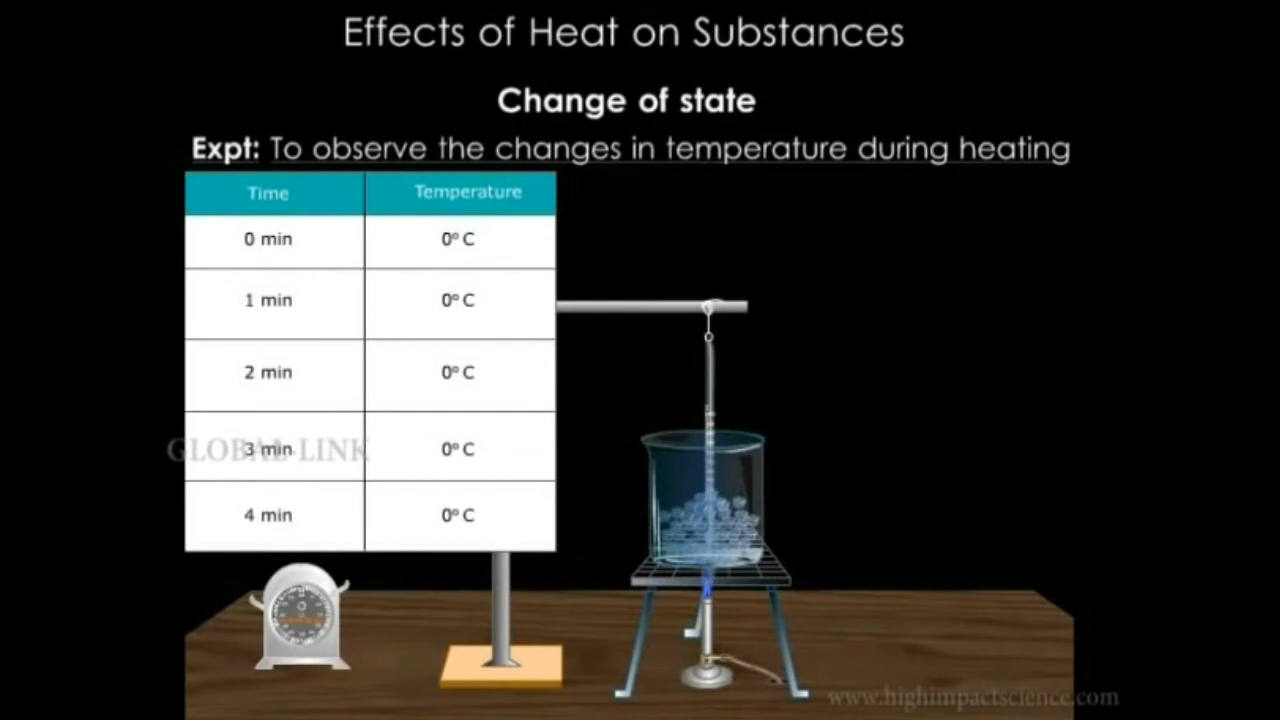 Effects of Heat on Substances
Change of state
Expt: To observe the changes in temperature during heating
Time Temperature
0 min 0° C
1 min 0° C
2 min 0° C
3 min 0° C
GLOBAL-LINK
4 min 0° C
www.highimpactscience.com